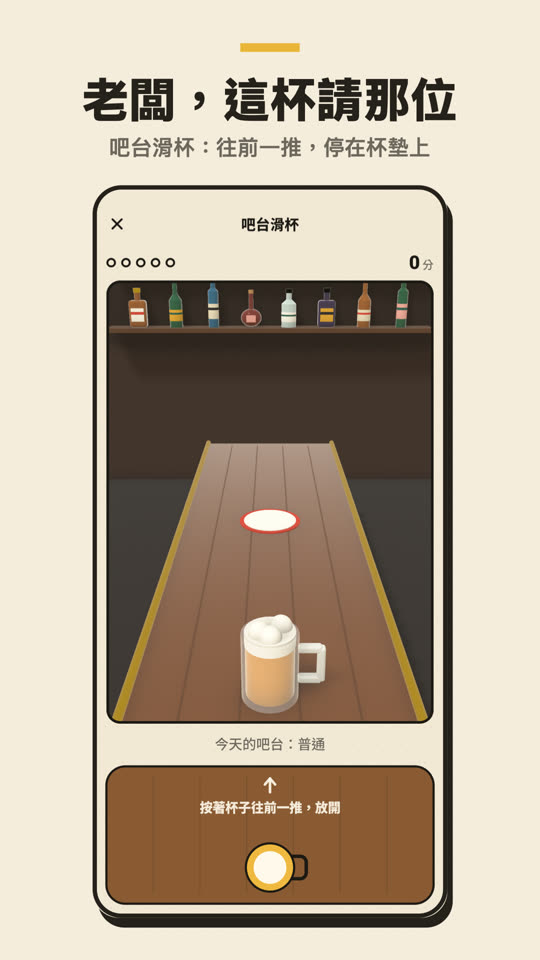 老闆，這杯請那位
吧台滑杯：往前一推，停在杯墊上
吧台滑杯
0分
今天的吧台：普通
按著杯子往前一推，放開